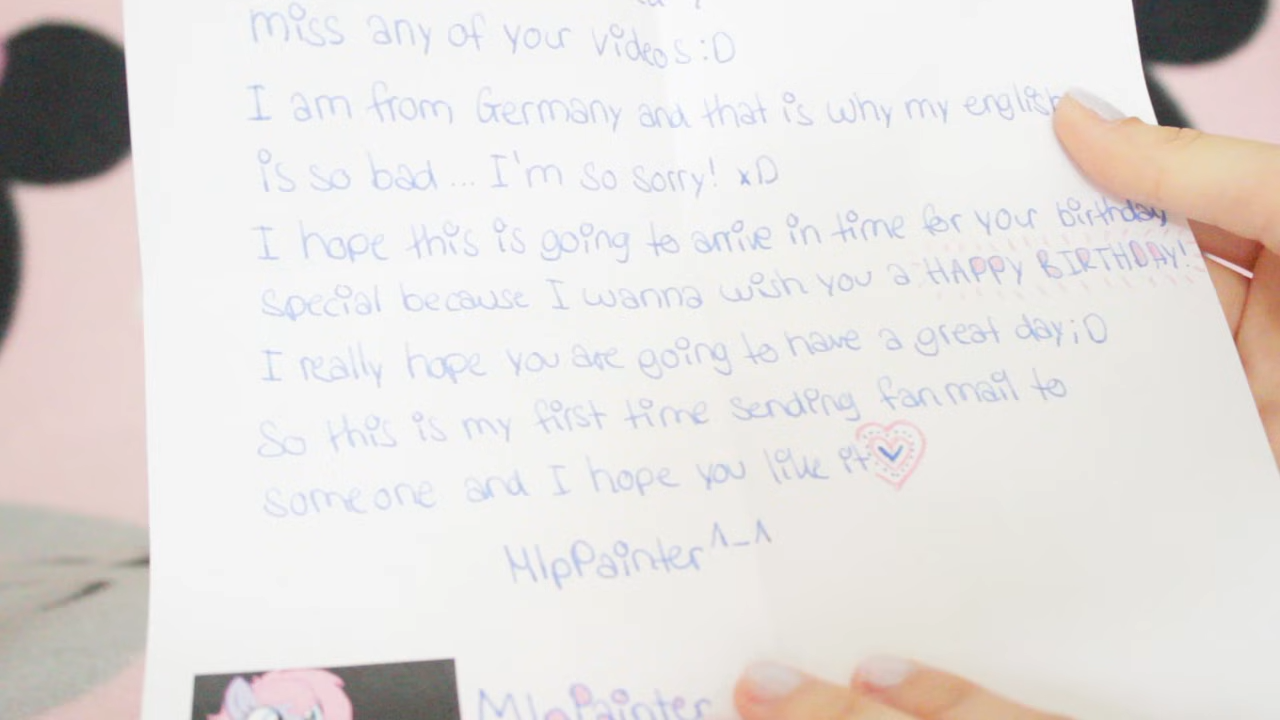 miss any of your videos :D
I am from Germany and that is why my english
is so bad... I'm so sorry! xD
I hope this is going to arrive in time for your birthday
special because I wanna wish you a HAPPY BIRTHDAY!
I really hope you are going to have a great day ;D
So this is my first time sending fanmail to
someone and I hope you like it
MlpPainter ^_^
MlpPainter